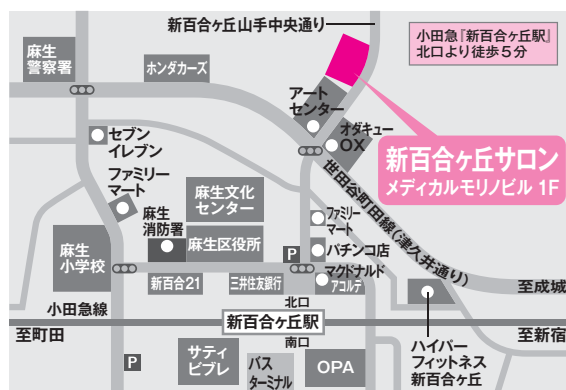 新百合ヶ丘山手中央通り
小田急『新百合ヶ丘駅』
北口より徒歩5分
麻生
警察署
ホンダカーズ
アート
センター
オダキュー
OX
セブン
イレブン
新百合ヶ丘サロン
メディカルモリノビル 1F
世田谷町田線(津久井通り)
ファミリー
マート
麻生文化
センター
麻生
消防署
麻生区役所
ファミリー
マート
パチンコ店
麻生
小学校
P
新百合21
三井住友銀行
マクドナルド
アコルデ
至成城
小田急線
北口
新百合ヶ丘駅
南口
至町田
至新宿
P
サティ
ビブレ
バス
ターミナル
OPA
ハイパー
フィットネス
新百合ヶ丘